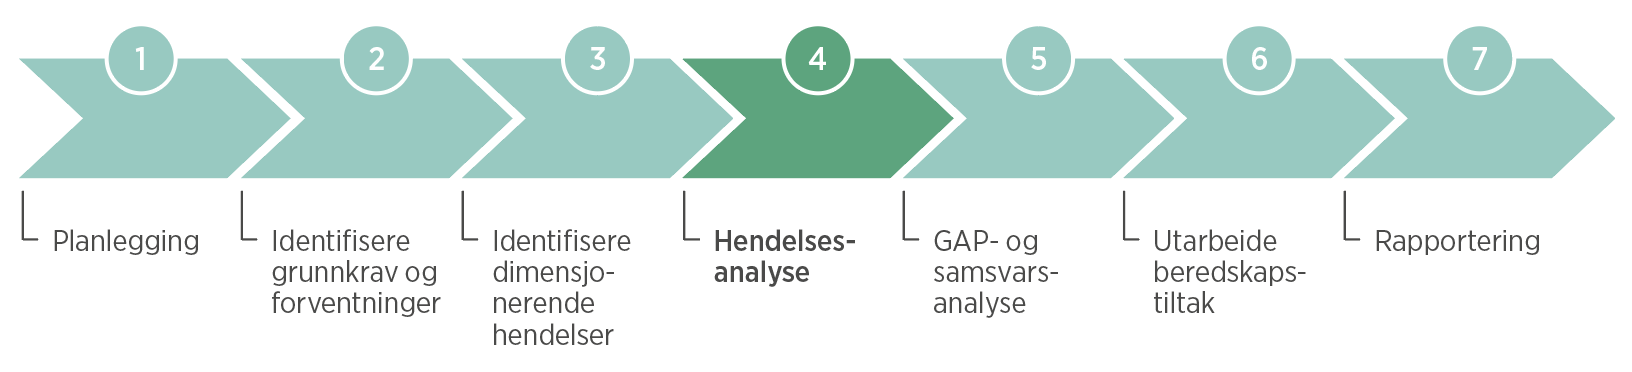 1
2
3
4
5
6
7
Planlegging
Identifisere
grunnkrav og
forventninger
Identifisere
dimensjo-
nerende
hendelser
Hendelses-
analyse
GAP- og
samsvars-
analyse
Utarbeide
beredskaps-
tiltak
Rapportering